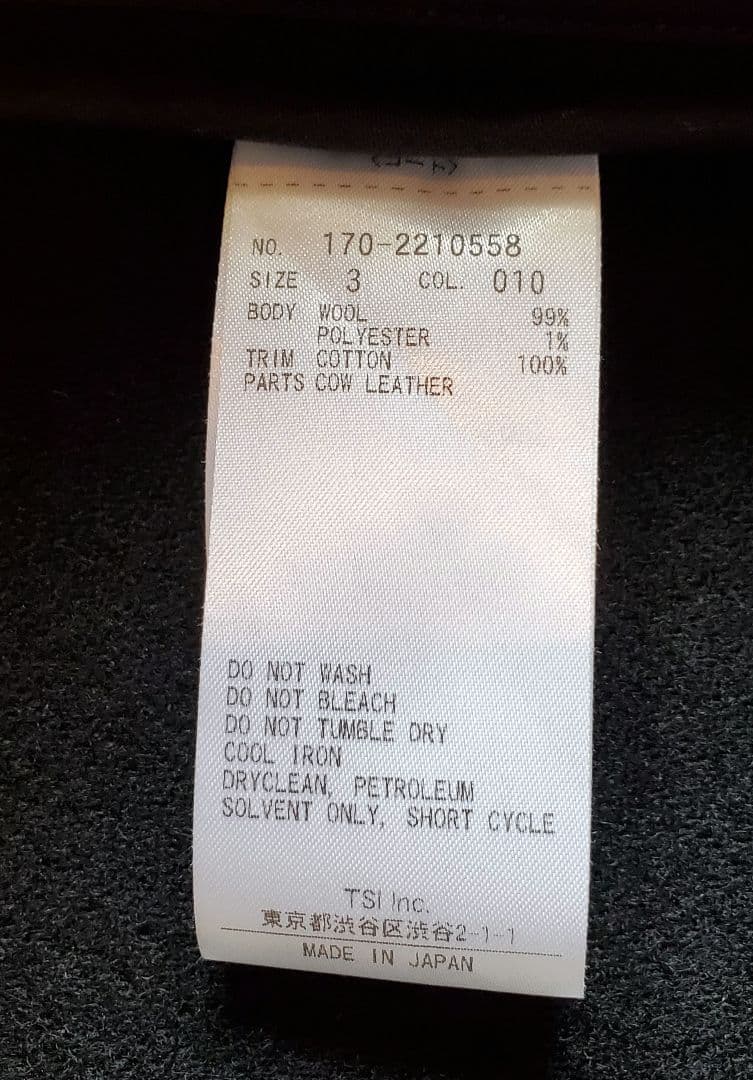 NO. 170-2210558
SIZE 3 COL. 010
BODY WOOL 99%
POLYESTER 1%
TRIM COTTON 100%
PARTS COW LEATHER
DO NOT WASH
DO NOT BLEACH
DO NOT TUMBLE DRY
COOL IRON
DRYCLEAN, PETROLEUM
SOLVENT ONLY, SHORT CYCLE
TSI Inc.
東京都渋谷区渋谷2-1-1
MADE IN JAPAN